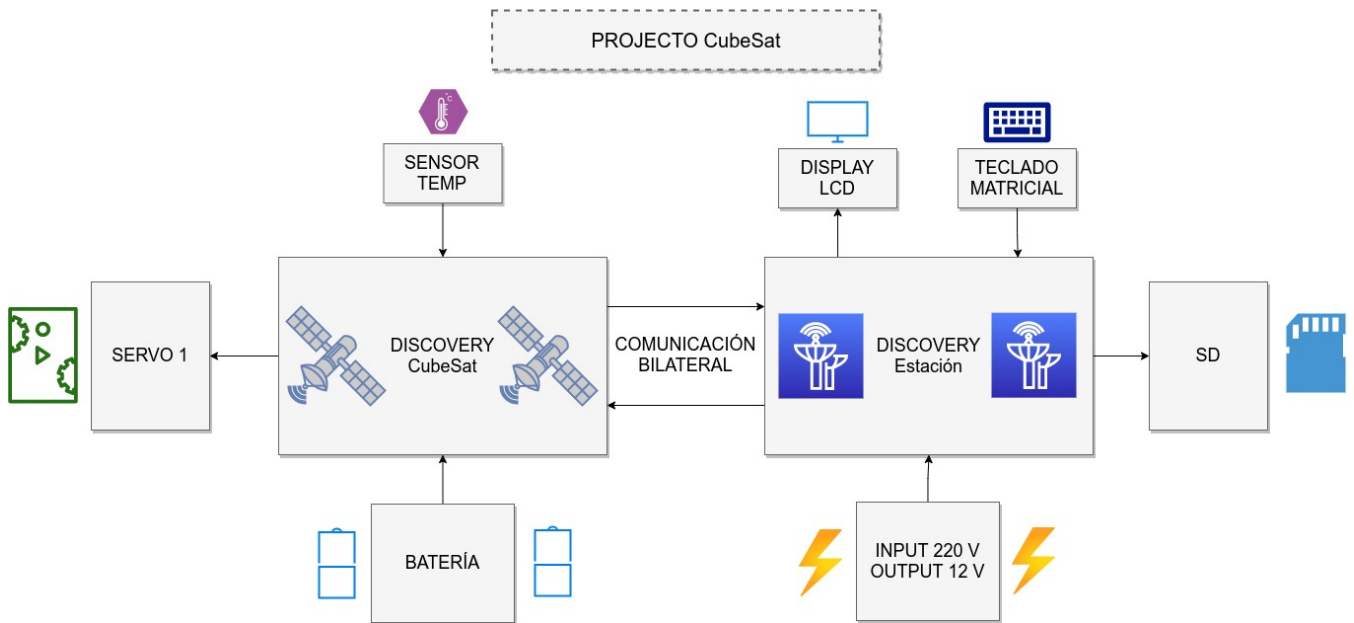 PROJECTO CubeSat
°C
SENSOR
TEMP
DISPLAY
LCD
TECLADO
MATRICIAL
SERVO 1
DISCOVERY
CubeSat
COMUNICACIÓN
BILATERAL
DISCOVERY
Estación
SD
BATERÍA
INPUT 220 V
OUTPUT 12 V